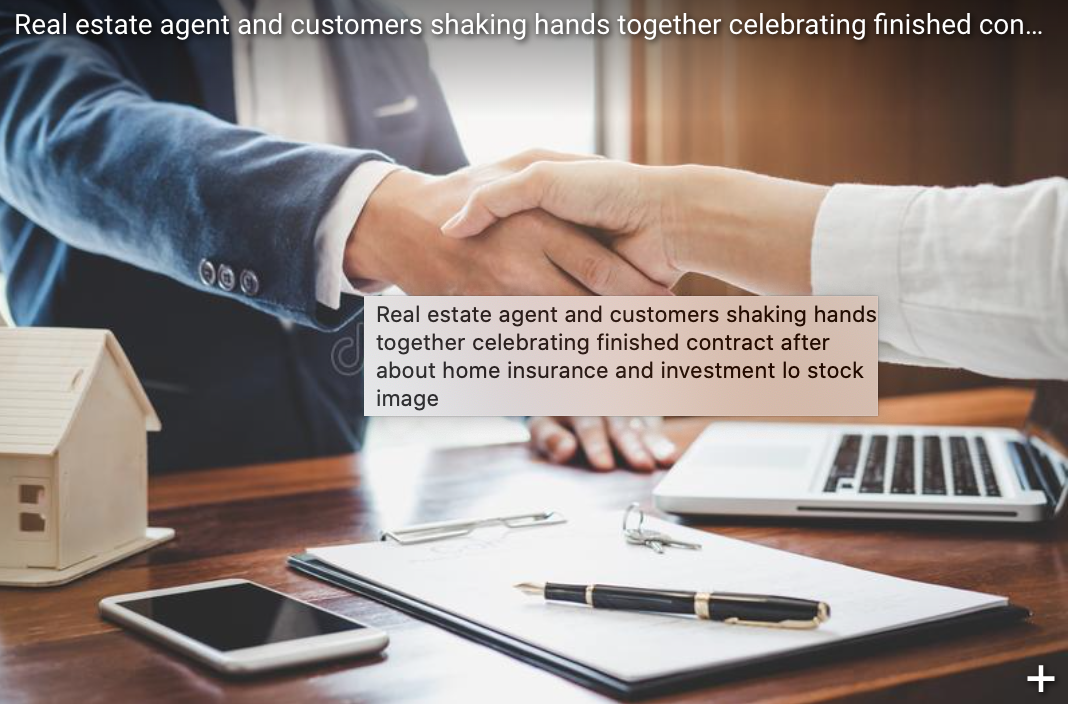 Real estate agent and customers shaking hands together celebrating finished con...
Real estate agent and customers shaking hands
together celebrating finished contract after
about home insurance and investment lo stock
image